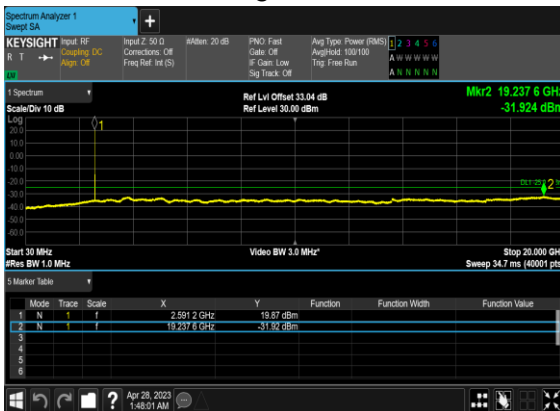 Spectrum Analyzer 1
Swept SA
KEYSIGHT Input: RF
R T Coupling: DC
Align: Off
LV
Input Z: 50 Ω
Corrections: Off
Freq Ref: Int (S)
#Atten: 20 dB
PNO: Fast
Gate: Off
IF Gain: Low
Sig Track: Off
Avg Type: Power (RMS)
Avg|Hold: 100/100
Trig: Free Run
1 2 3 4 5 6
A W W W W W
A N N N N N
1 Spectrum
Scale/Div 10 dB
Ref Lvl Offset 33.04 dB
Ref Level 30.00 dBm
Mkr2 19.237 6 GHz
-31.924 dBm
Log
20.0
10.0
0.00
-10.0
-20.0
-30.0
-40.0
-50.0
-60.0
1
2
Start 30 MHz
#Res BW 1.0 MHz
Video BW 3.0 MHz*
Stop 20.000 GH
Sweep 34.7 ms (40001 pts
5 Marker Table
Mode Trace Scale X Y Function Function Width Function Value
1 N 1 f 2.591 2 GHz 19.87 dBm
2 N 1 f 19.237 6 GHz -31.92 dBm
3
4
5
6
Apr 28, 2023
1:48:01 AM